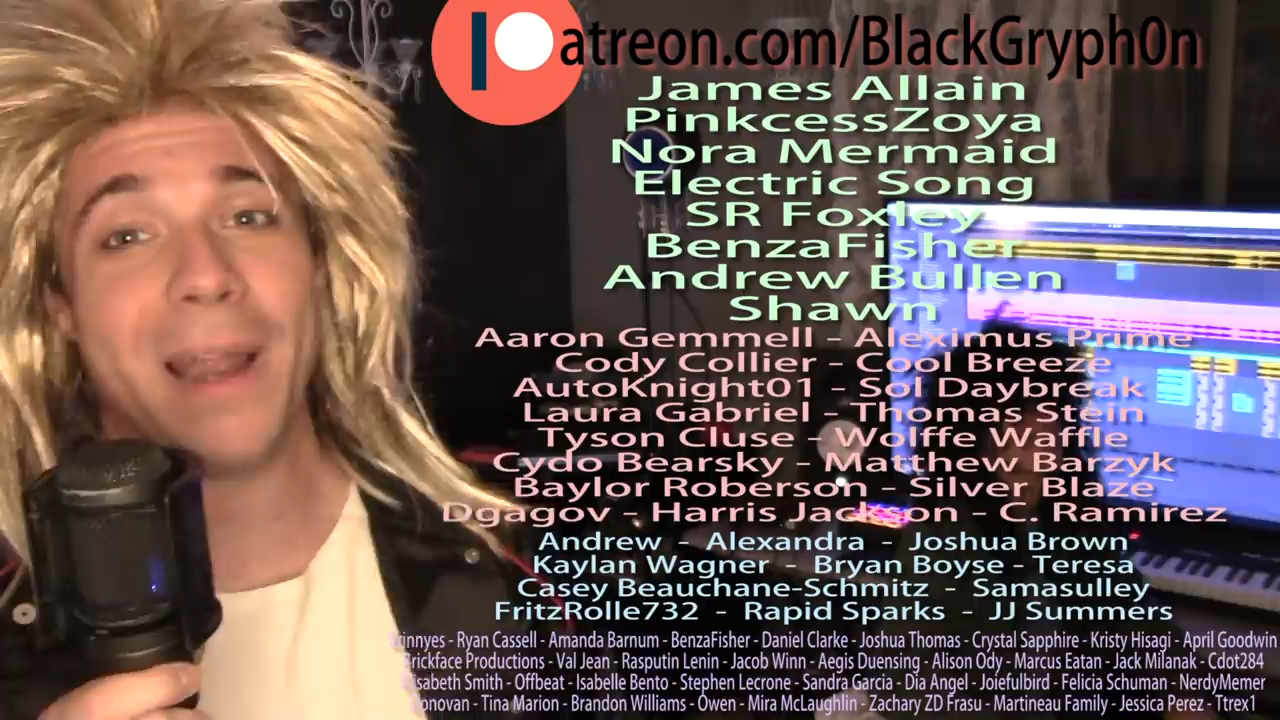 atreon.com/BlackGryph0n
James Allain
PinkcessZoya
Nora Mermaid
Electric Song
SR Foxley
BenzaFisher
Andrew Bullen
Shawn
Aaron Gemmell - Aleximus Prime
Cody Collier - Cool Breeze
AutoKnight01 - Sol Daybreak
Laura Gabriel - Thomas Stein
Tyson Cluse - Wolffe Waffle
Cydo Bearsky - Matthew Barzyk
Baylor Roberson - Silver Blaze
Dgagov - Harris Jackson - C. Ramirez
Andrew - Alexandra - Joshua Brown
Kaylan Wagner - Bryan Boyse - Teresa
Casey Beauchane-Schmitz - Samasulley
FritzRolle732 - Rapid Sparks - JJ Summers
- Ryan Cassell - Amanda Barnum - BenzaFisher - Daniel Clarke - Joshua Thomas - Crystal Sapphire - Kristy Hisagi - April Goodwin
Brickface Productions - Val Jean - Rasputin Lenin - Jacob Winn - Aegis Duensing - Alison Ody - Marcus Eatan - Jack Milanak - Cdot284
Smith - Offbeat - Isabelle Bento - Stephen Lecrone - Sandra Garcia - Dia Angel - Joiefulbird - Felicia Schuman - NerdyMemer
Donovan - Tina Marion - Brandon Williams - Owen - Mira McLaughlin - Zachary ZD Frasu - Martineau Family - Jessica Perez - Ttrex1